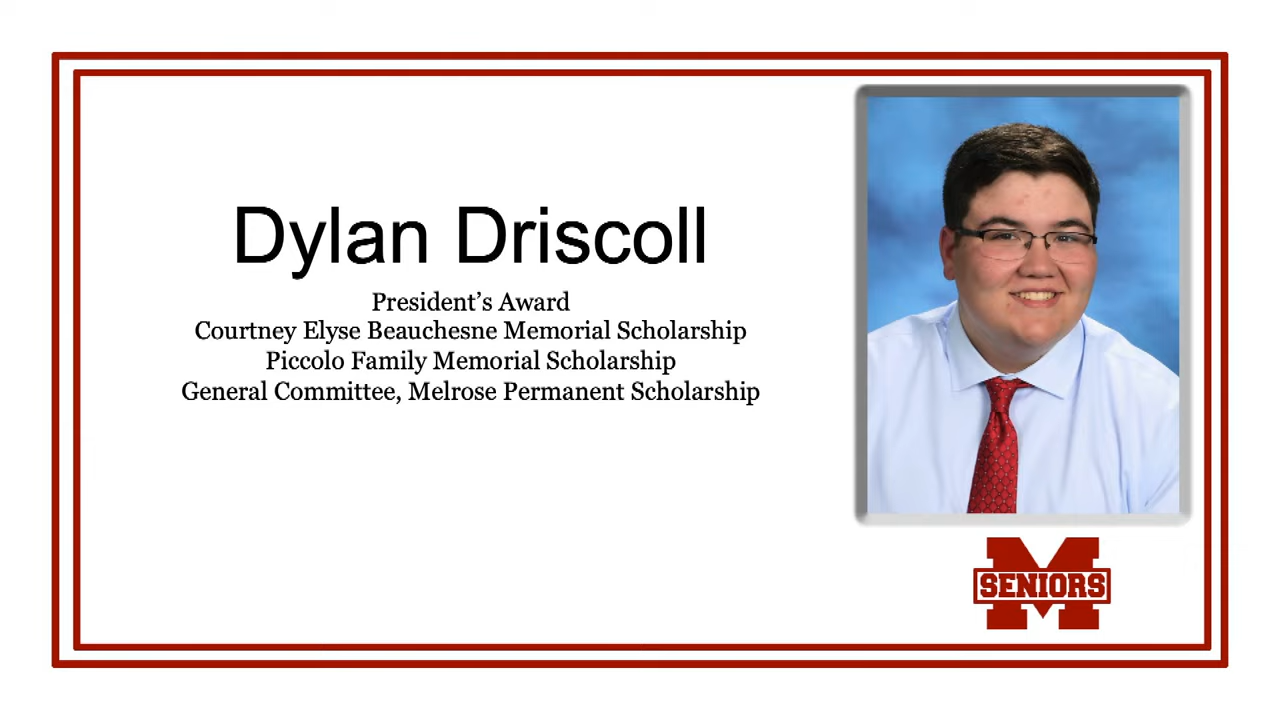 Dylan Driscoll
President’s Award
Courtney Elyse Beauchesne Memorial Scholarship
Piccolo Family Memorial Scholarship
General Committee, Melrose Permanent Scholarship
M
SENIORS